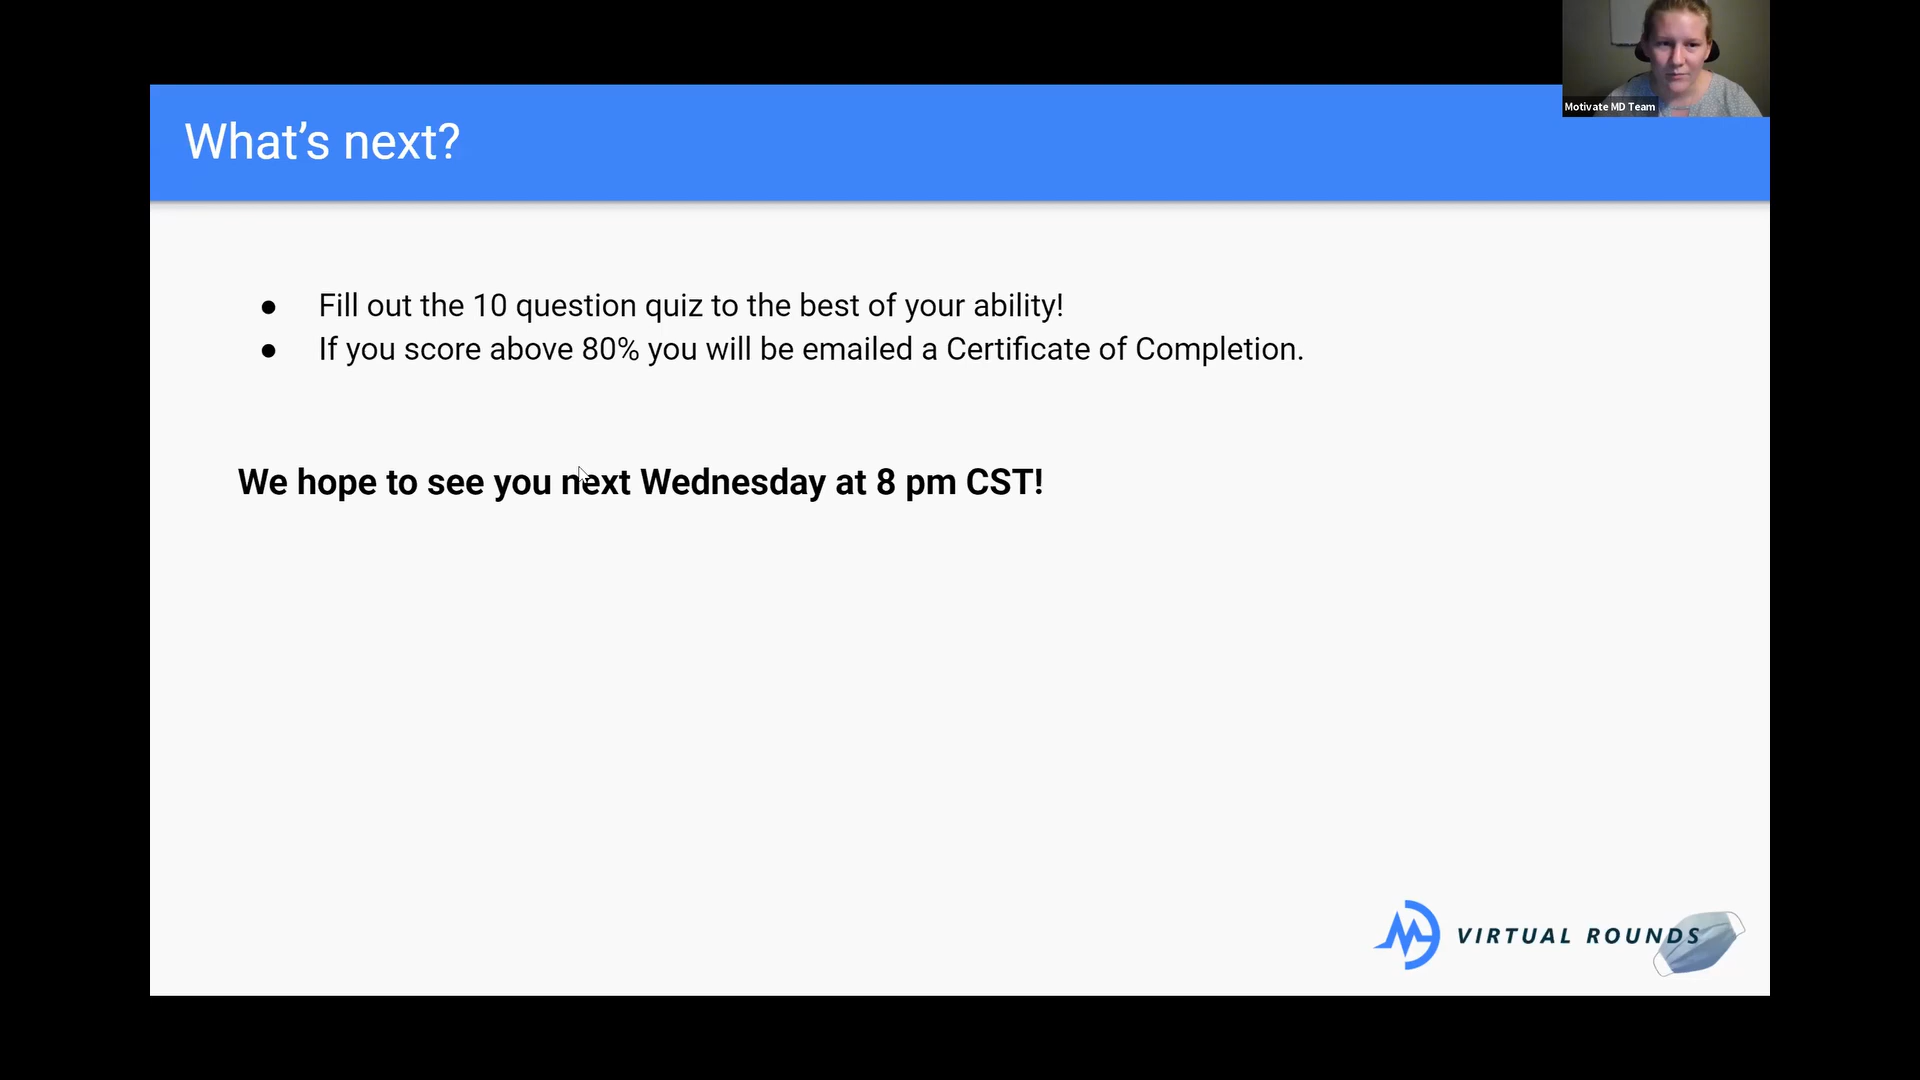 Motivate MD Team
What’s next?
● Fill out the 10 question quiz to the best of your ability!
● If you score above 80% you will be emailed a Certificate of Completion.
We hope to see you next Wednesday at 8 pm CST!
VIRTUAL ROUNDS